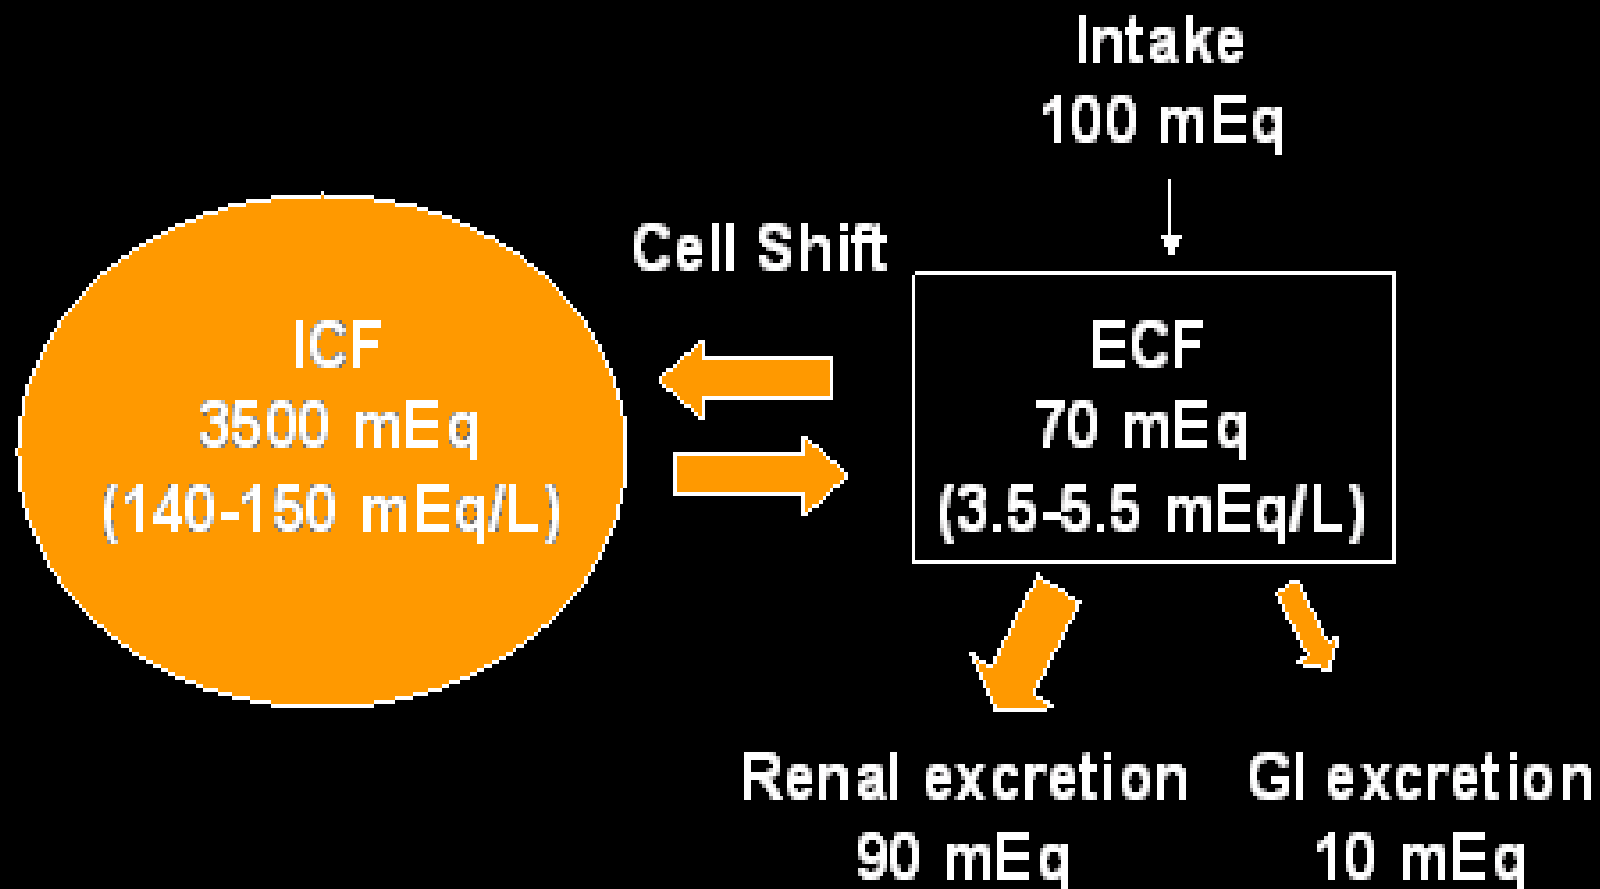 Intake
100 mEq
Cell Shift
ICF
3500 mEq
(140-150 mEq/L)
ECF
70 mEq
(3.5-5.5 mEq/L)
Renal excretion
90 mEq
GI excretion
10 mEq